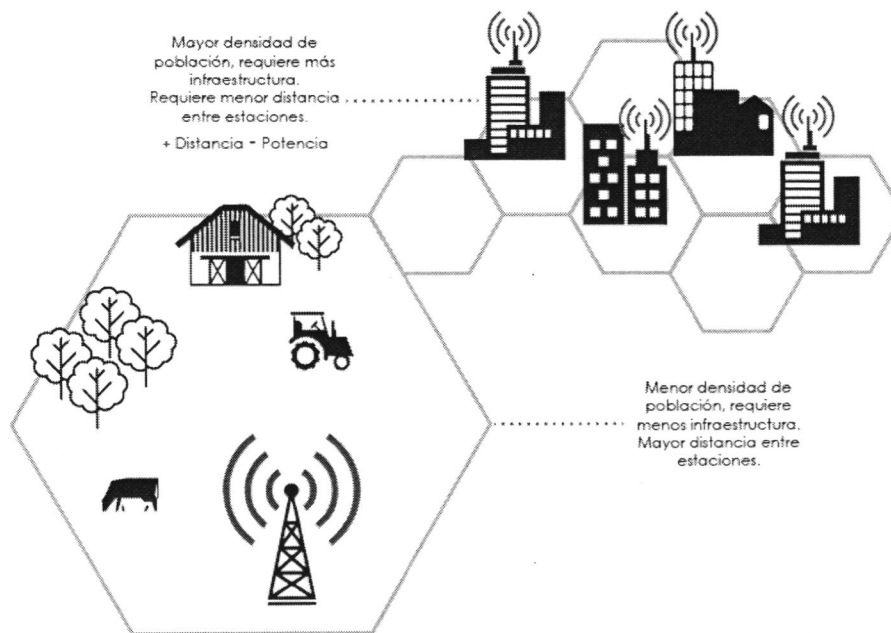 Mayor densidad de
población, requiere más
infraestructura.
Requiere menor distancia
entre estaciones.
+ Distancia - Potencia
Menor densidad de
población, requiere
menos infraestructura.
Mayor distancia entre
estaciones.